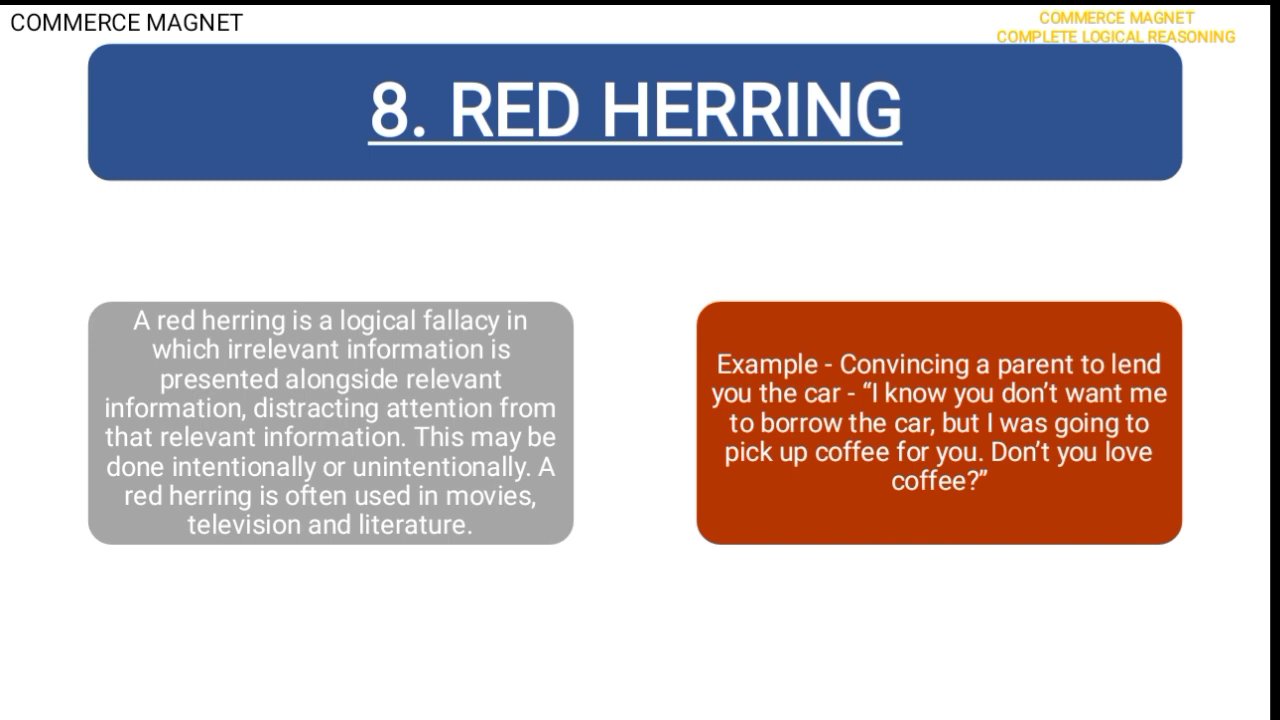 COMMERCE MAGNET
COMMERCE MAGNET
COMPLETE LOGICAL REASONING
8. RED HERRING
A red herring is a logical fallacy in
which irrelevant information is
presented alongside relevant
information, distracting attention from
that relevant information. This may be
done intentionally or unintentionally. A
red herring is often used in movies,
television and literature.
Example - Convincing a parent to lend
you the car - “I know you don’t want me
to borrow the car, but I was going to
pick up coffee for you. Don’t you love
coffee?”